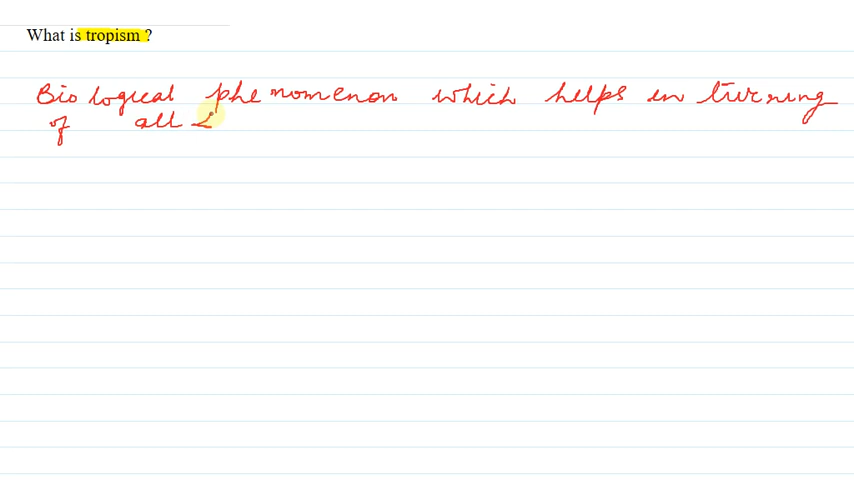 What is tropism ?
Biological phenomenon which helps in turning
of all